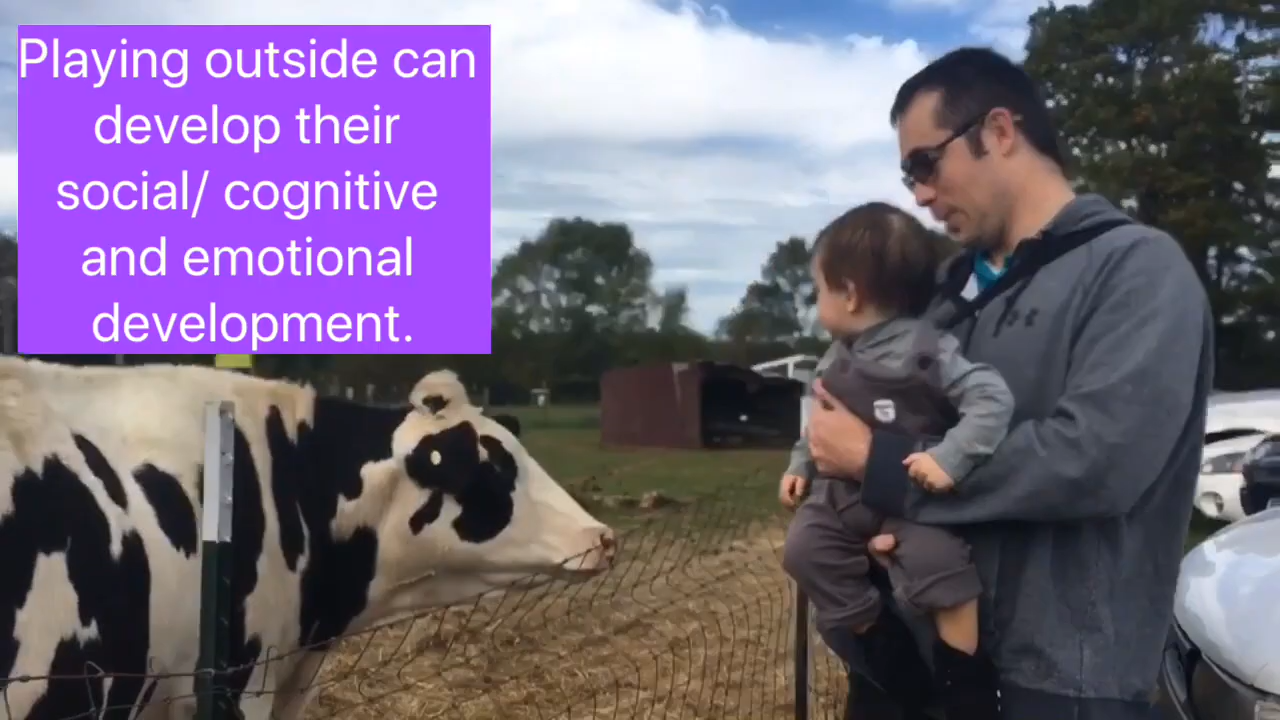 Playing outside can
develop their
social/ cognitive
and emotional
development.